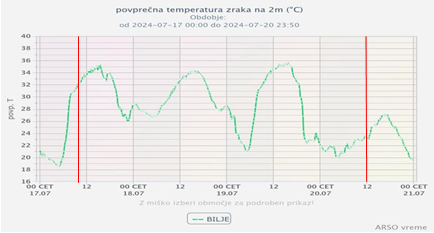 povprečna temperatura zraka na 2m (°C)
Obdobje:
od 2024-07-17 00:00 do 2024-07-20 23:50
povp. T
40
38
36
34
32
30
28
26
24
22
20
18
16
00 CET 12 00 CET 12 00 CET 12 00 CET 12 00 CET
17.07 18.07 19.07 20.07 21.07
Z miško izberi območje za podroben prikaz!
BILJE
ARSO vreme